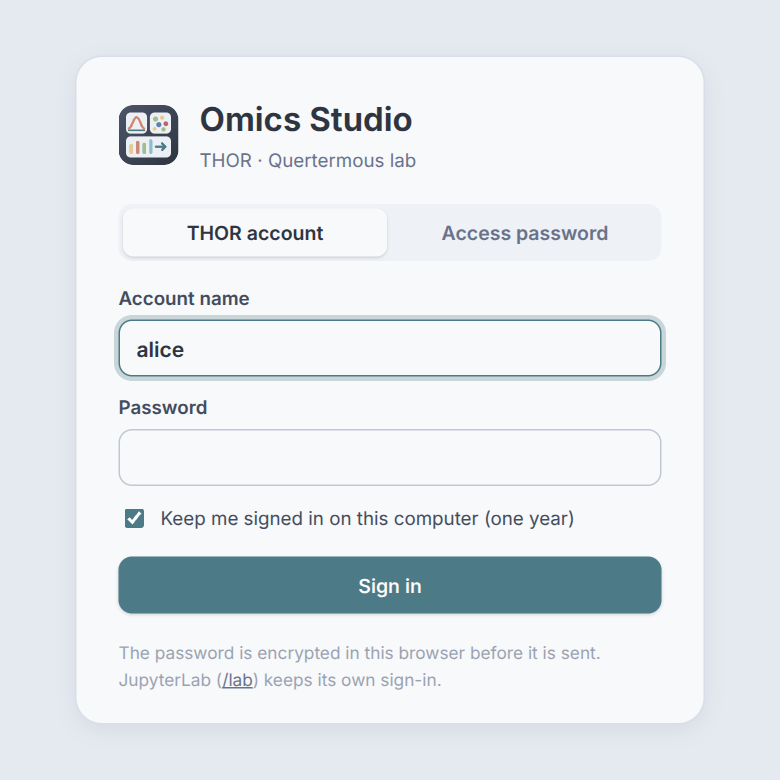 Omics Studio
THOR · Quertermous lab
THOR account
Access password
Account name
alice
Password
Keep me signed in on this computer (one year)
Sign in
The password is encrypted in this browser before it is sent.
JupyterLab (/lab) keeps its own sign-in.